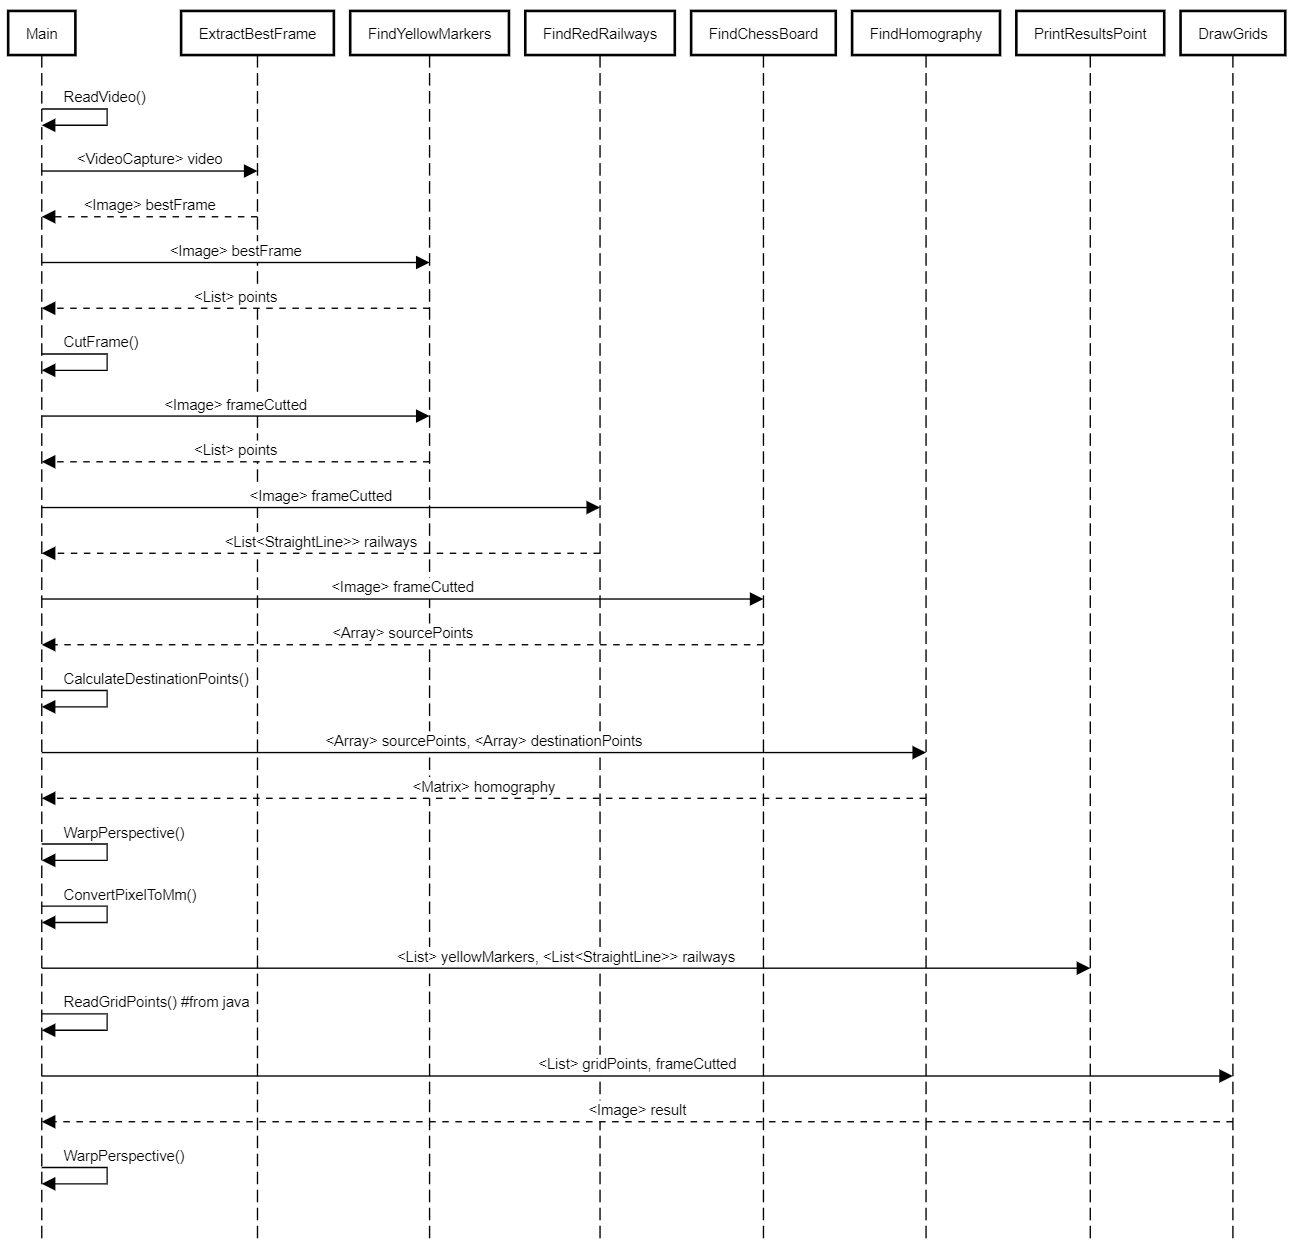 Main
ExtractBestFrame
FindYellowMarkers
FindRedRailways
FindChessBoard
FindHomography
PrintResultsPoint
DrawGrids
ReadVideo()
<VideoCapture> video
<Image> bestFrame
<Image> bestFrame
<List> points
CutFrame()
<Image> frameCutted
<List> points
<Image> frameCutted
<List<StraightLine>> railways
<Image> frameCutted
<Array> sourcePoints
CalculateDestinationPoints()
<Array> sourcePoints, <Array> destinationPoints
<Matrix> homography
WarpPerspective()
ConvertPixelToMm()
<List> yellowMarkers, <List<StraightLine>> railways
ReadGridPoints() #from java
<List> gridPoints, frameCutted
<Image> result
WarpPerspective()